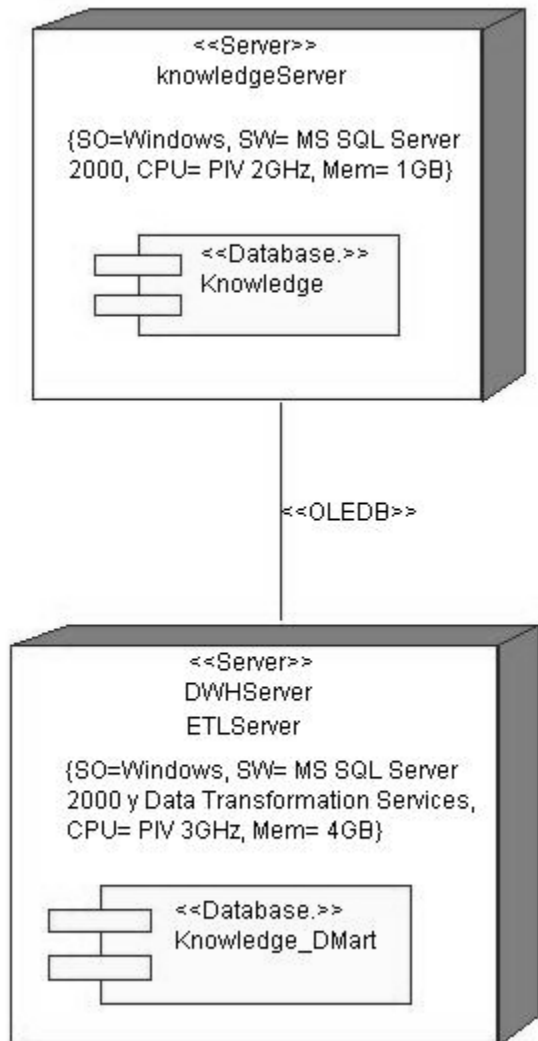 <<Server>>
knowledgeServer
{SO=Windows, SW= MS SQL Server
2000, CPU= PIV 2GHz, Mem= 1GB}
<<Database.>>
Knowledge
<<OLEDB>>
<<Server>>
DWHServer
ETLServer
{SO=Windows, SW= MS SQL Server
2000 y Data Transformation Services,
CPU= PIV 3GHz, Mem= 4GB}
<<Database.>>
Knowledge_DMart